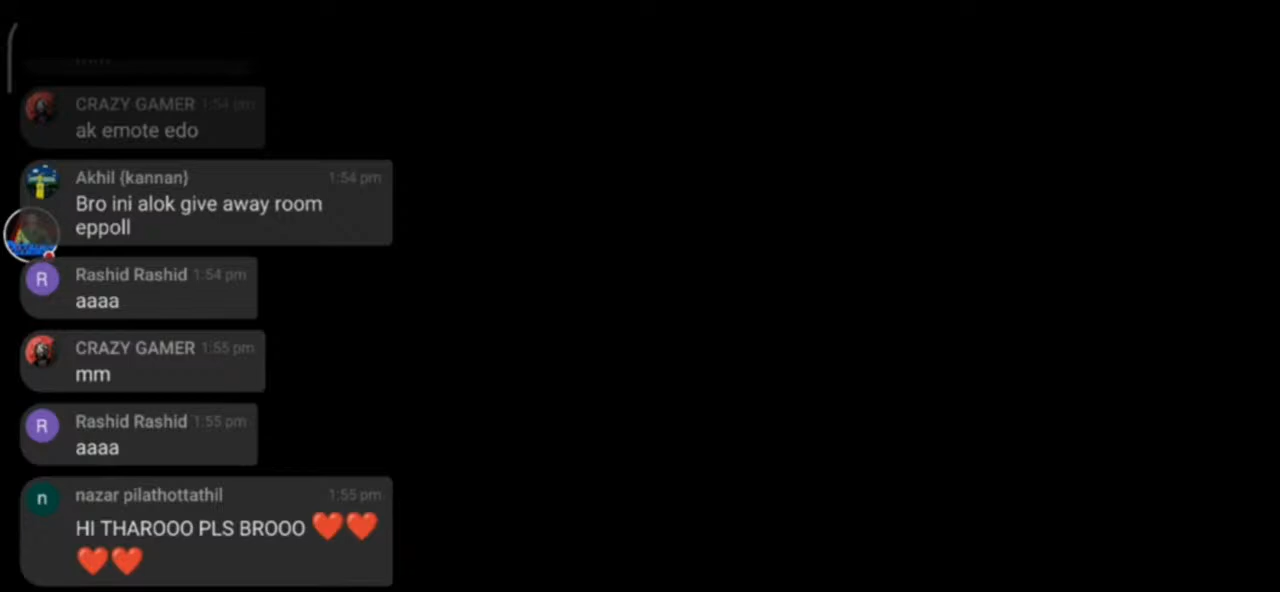 CRAZY GAMER 1:54 pm
ak emote edo
Akhil {kannan} 1:54 pm
Bro ini alok give away room
eppoll
R Rashid Rashid 1:54 pm
aaaa
CRAZY GAMER 1:55 pm
mm
R Rashid Rashid 1:55 pm
aaaa
n nazar pilathottathil 1:55 pm
HI THAROOO PLS BROOO ❤️❤️
❤️❤️